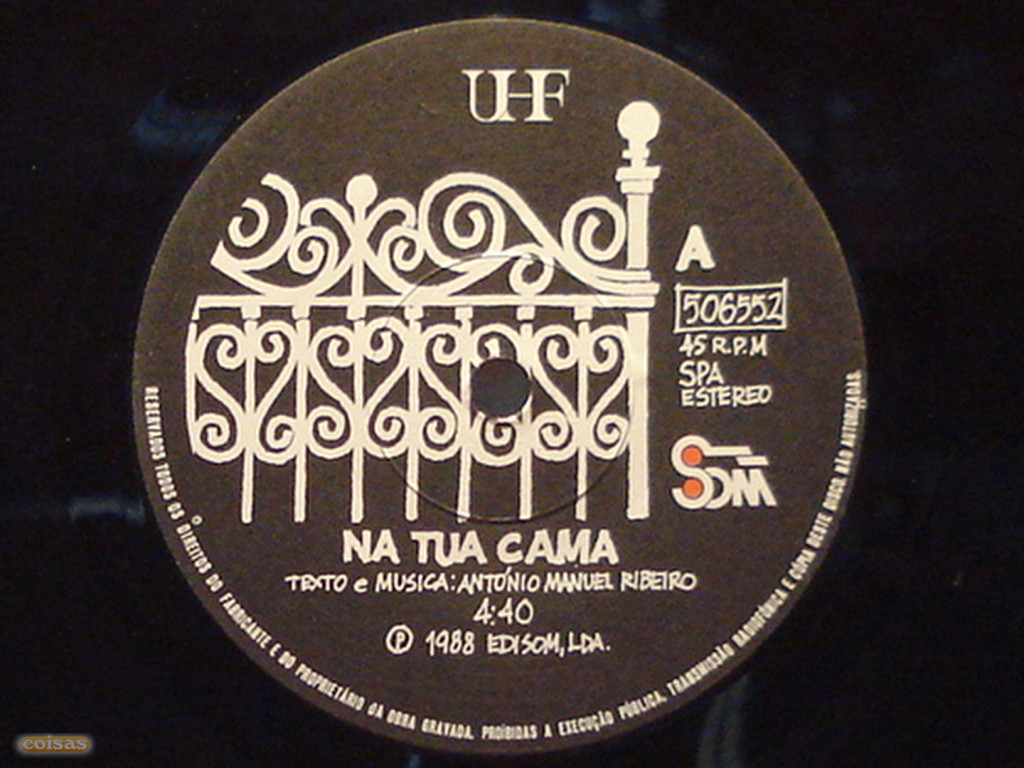 UHF
A
506552
45 R.P.M
SPA
ESTEREO
SOM
NA TUA CAMA
TEXTO e MUSICA: ANTÓNIO MANUEL RIBEIRO
4:40
Ⓟ 1988 EDISOM, LDA.
RESERVADOS TODOS OS DIREITOS DO FABRICANTE E DO PROPRIETÁRIO DA OBRA GRAVADA. PROÍBIDAS A EXECUÇÃO PÚBLICA, TRANSMISSÃO RADIOFÓNICA E CÓPIA DESTE DISCO, NÃO AUTORIZADAS.
coisas